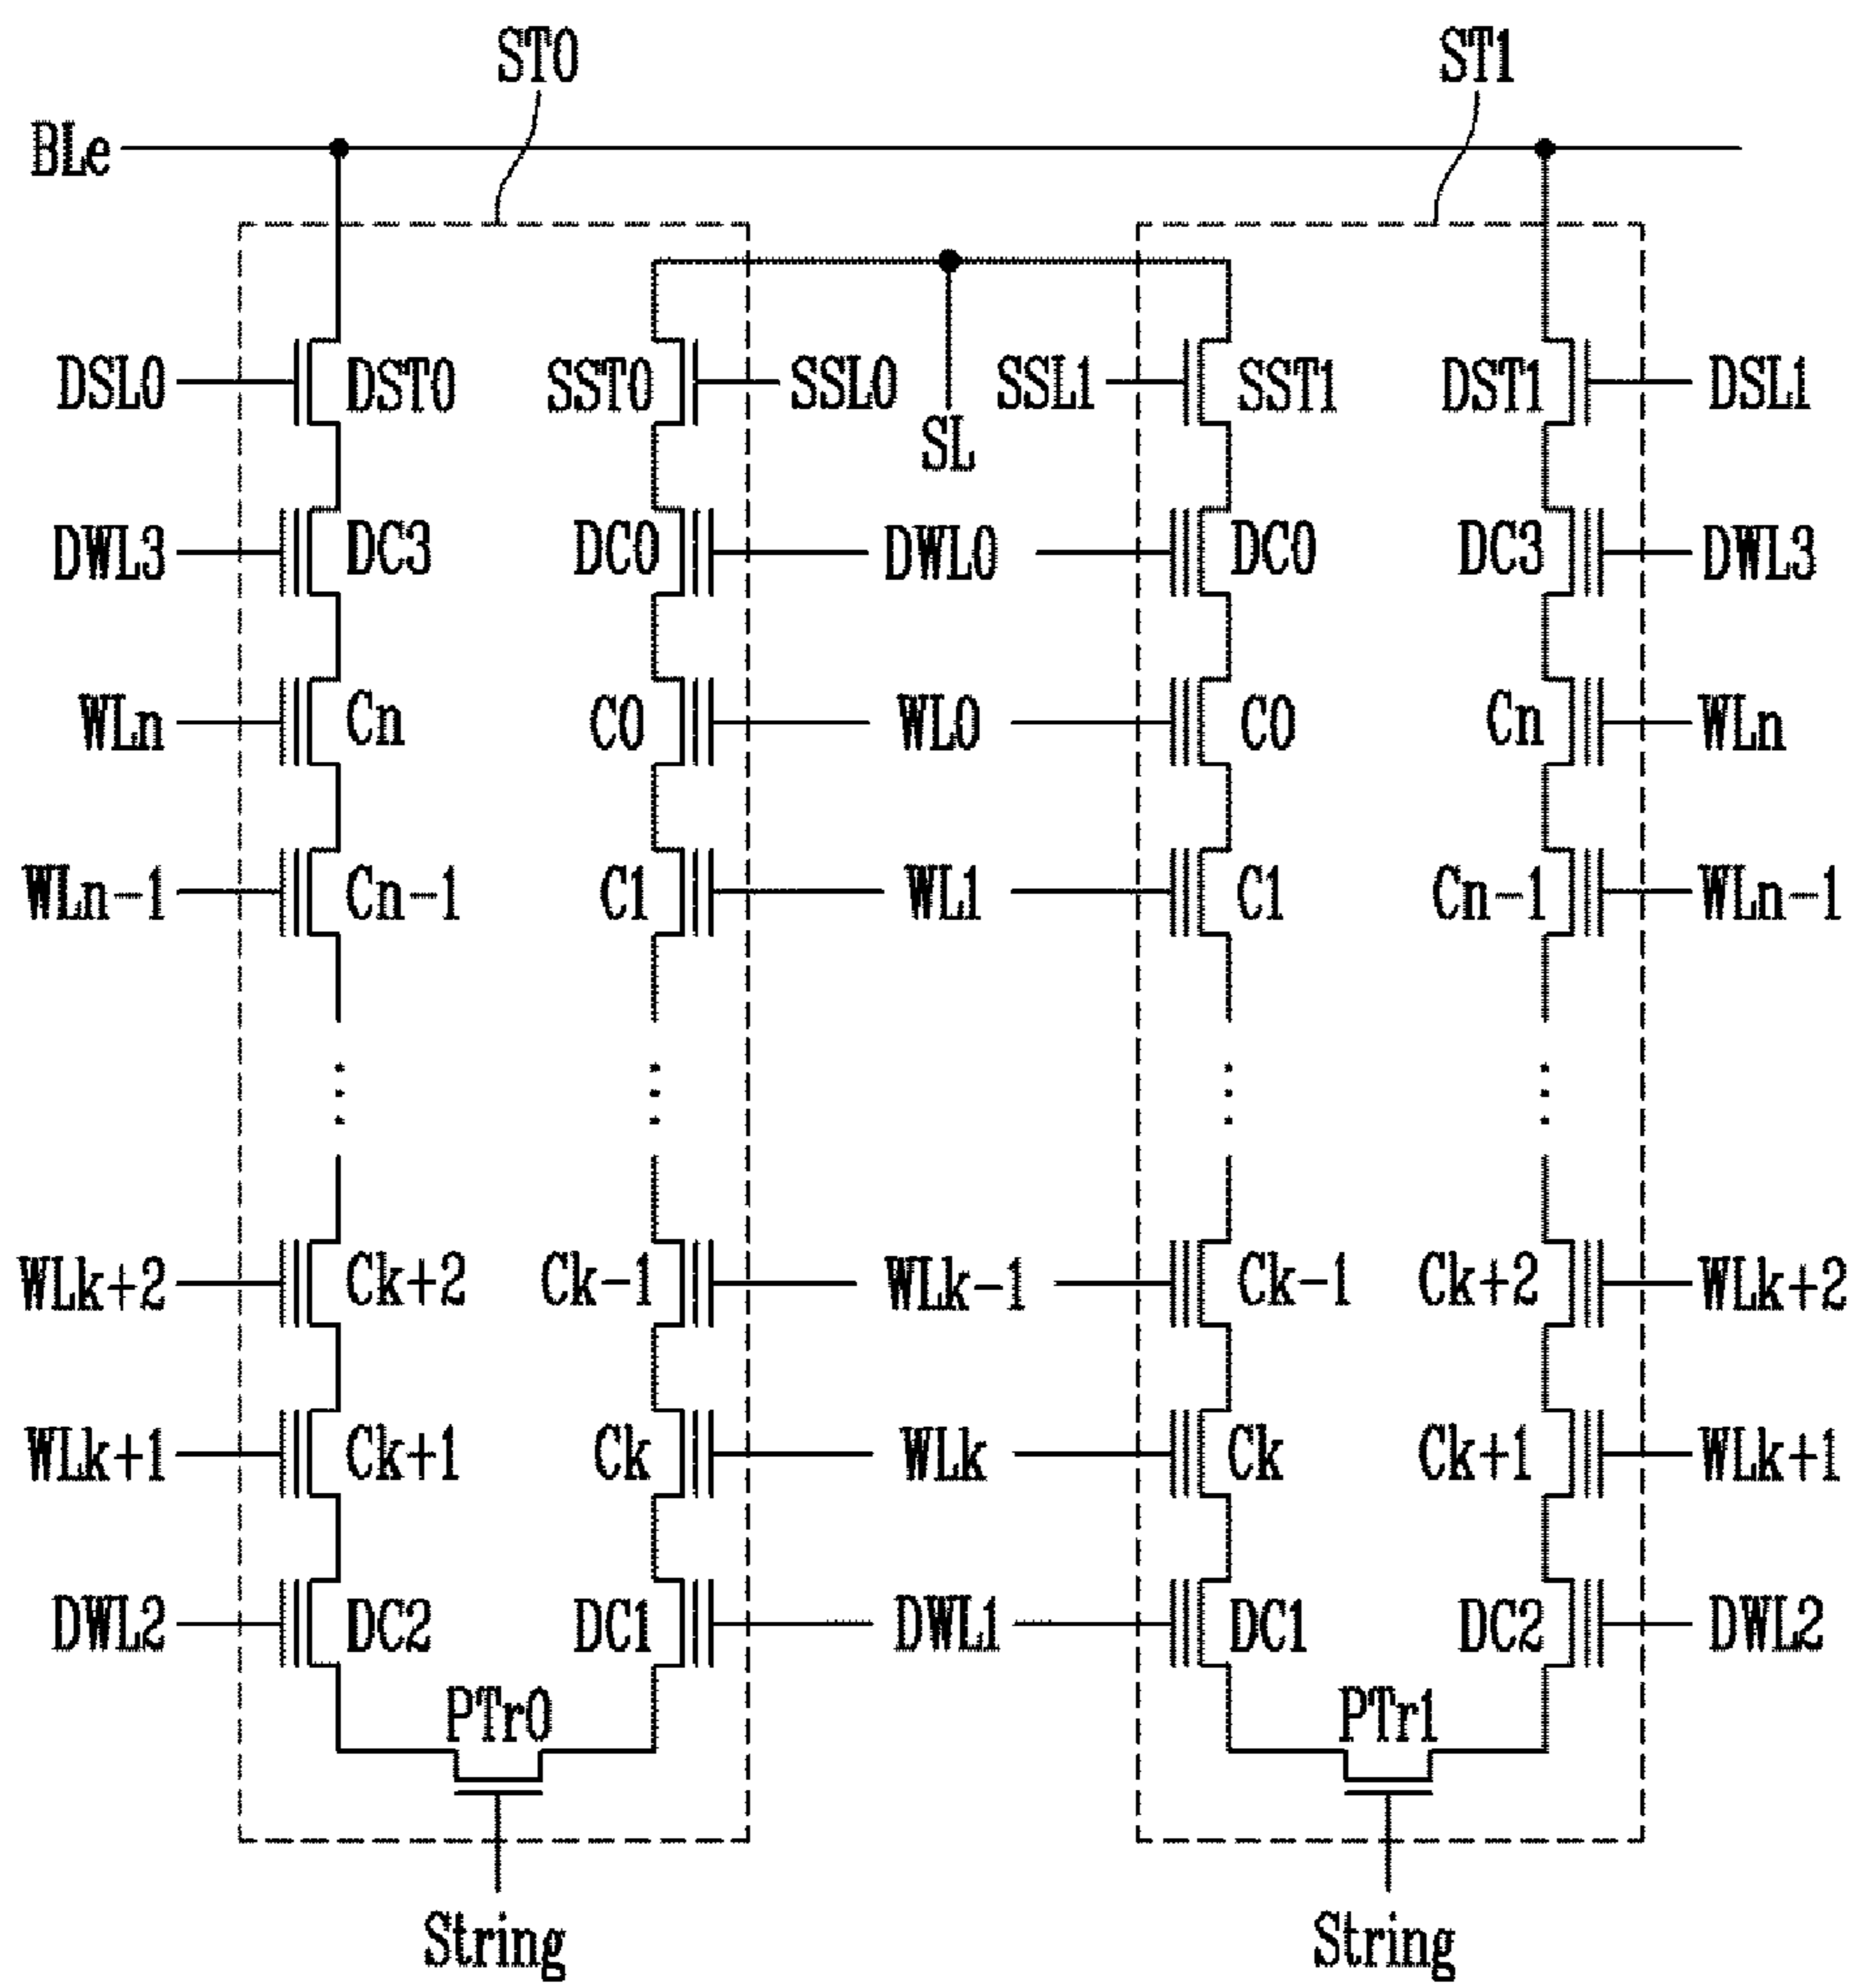 ST0 ST1
BLe
DSL0 DST0 SST0 SSL0 SSL1 SST1 DST1 DSL1
SL
DWL3 DC3 DC0 DWL0 DC0 DC3 DWL3
WLn Cn C0 WL0 C0 Cn WLn
WLn-1 Cn-1 C1 WL1 C1 Cn-1 WLn-1
WLk+2 Ck+2 Ck-1 WLk-1 Ck-1 Ck+2 WLk+2
WLk+1 Ck+1 Ck WLk Ck Ck+1 WLk+1
DWL2 DC2 DC1 DWL1 DC1 DC2 DWL2
PTr0 PTr1
String String